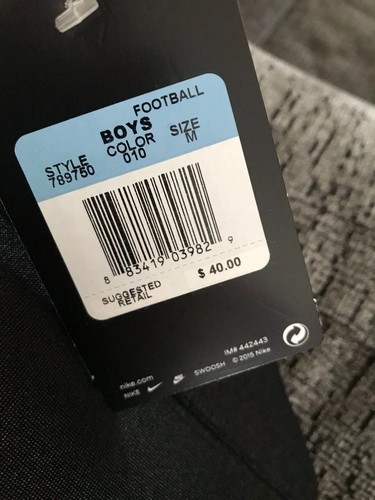 FOOTBALL
BOYS
STYLE COLOR SIZE
789750 010 M
8 83419 03982 9
SUGGESTED
RETAIL
$ 40.00
IM# 442443
nike.com
NIKE SWOOSH © 2015 Nike